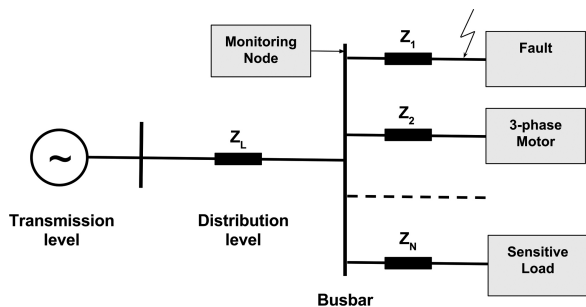 Monitoring
Node
Z1
Fault
Z2
3-phase
Motor
ZL
~
Transmission
level
Distribution
level
ZN
Sensitive
Load
Busbar